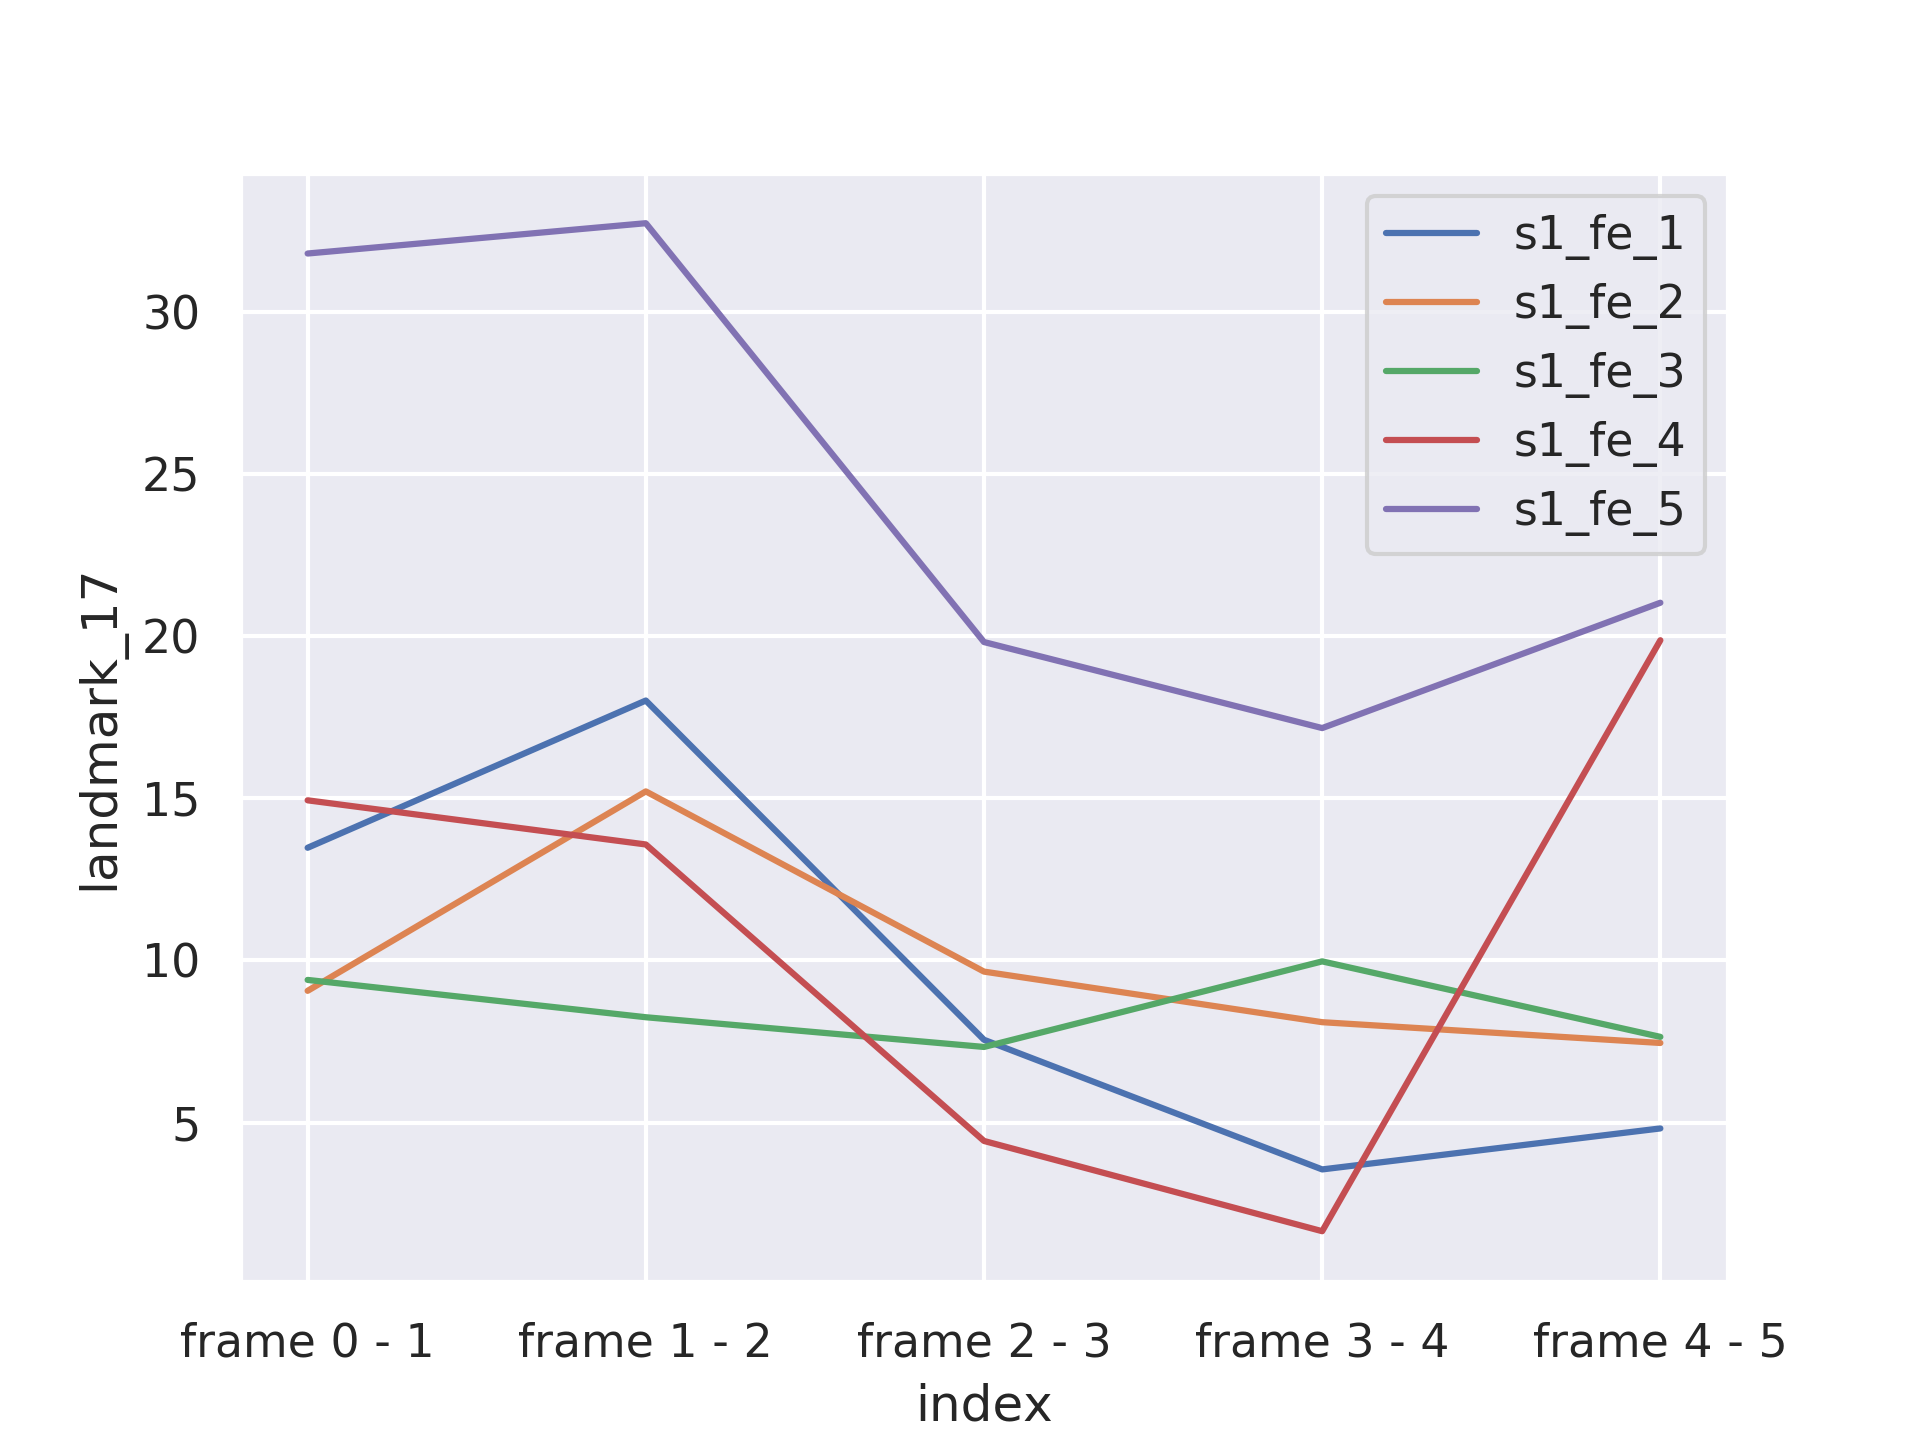 s1_fe_1
s1_fe_2
s1_fe_3
s1_fe_4
s1_fe_5
landmark_17
30
25
20
15
10
5
frame 0 - 1
frame 1 - 2
frame 2 - 3
frame 3 - 4
frame 4 - 5
index